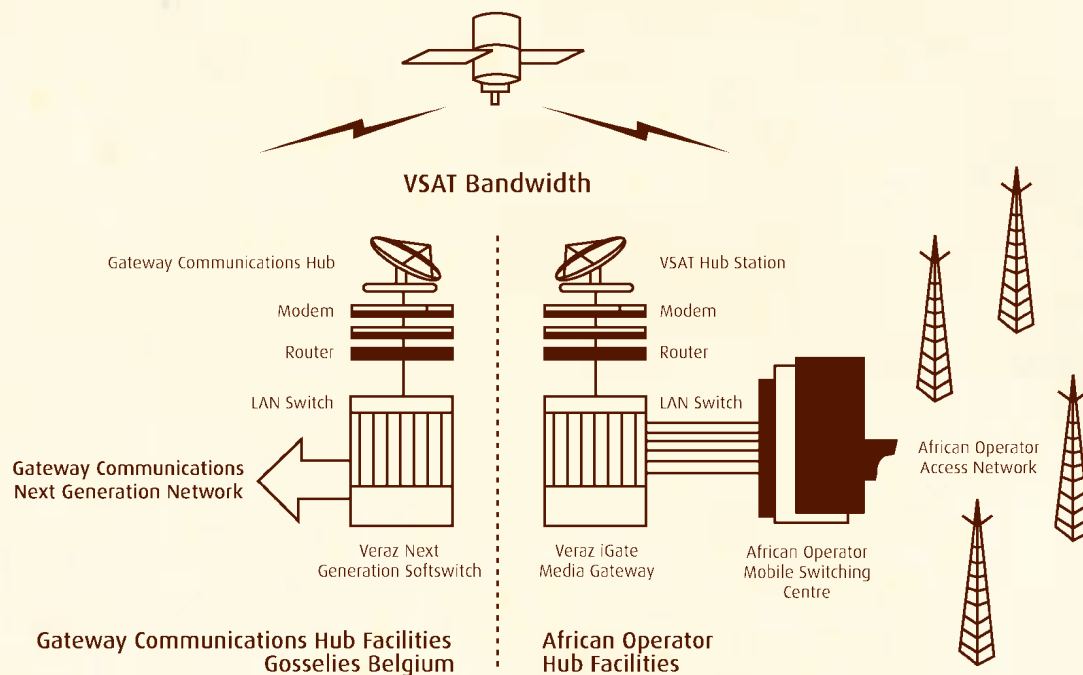 VSAT Bandwidth
Gateway Communications Hub
VSAT Hub Station
Modem
Modem
Router
Router
LAN Switch
LAN Switch
Gateway Communications
Next Generation Network
African Operator
Access Network
Veraz Next
Generation Softswitch
Veraz iGate
Media Gateway
African Operator
Mobile Switching
Centre
Gateway Communications Hub Facilities
Gosselies Belgium
African Operator
Hub Facilities